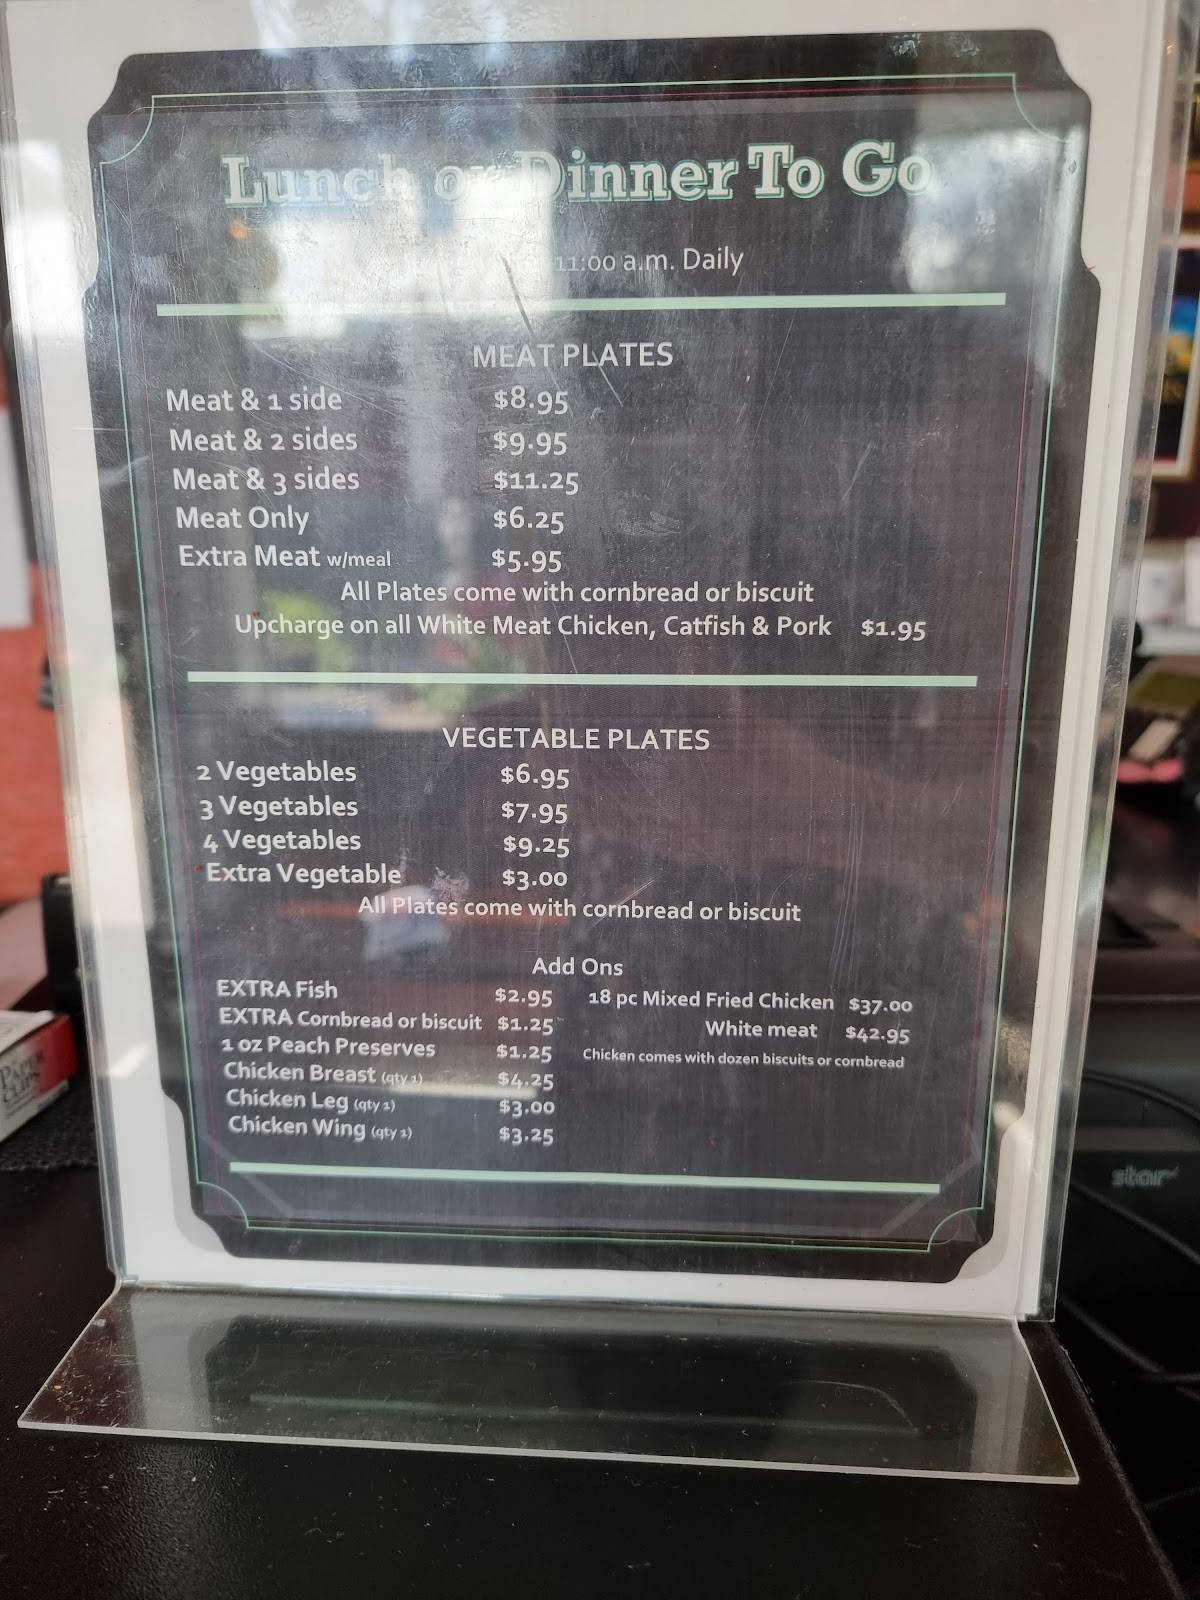 Lunch or Dinner To Go
11:00 a.m. Daily
MEAT PLATES
Meat & 1 side $8.95
Meat & 2 sides $9.95
Meat & 3 sides $11.25
Meat Only $6.25
Extra Meat w/meal $5.95
All Plates come with cornbread or biscuit
Upcharge on all White Meat Chicken, Catfish & Pork $1.95
VEGETABLE PLATES
2 Vegetables $6.95
3 Vegetables $7.95
4 Vegetables $9.25
Extra Vegetable $3.00
All Plates come with cornbread or biscuit
Add Ons
EXTRA Fish $2.95
EXTRA Cornbread or biscuit $1.25
1 oz Peach Preserves $1.25
Chicken Breast (qty 1) $4.25
Chicken Leg (qty 1) $3.00
Chicken Wing (qty 1) $3.25
18 pc Mixed Fried Chicken $37.00
White meat $42.95
Chicken comes with dozen biscuits or cornbread
star